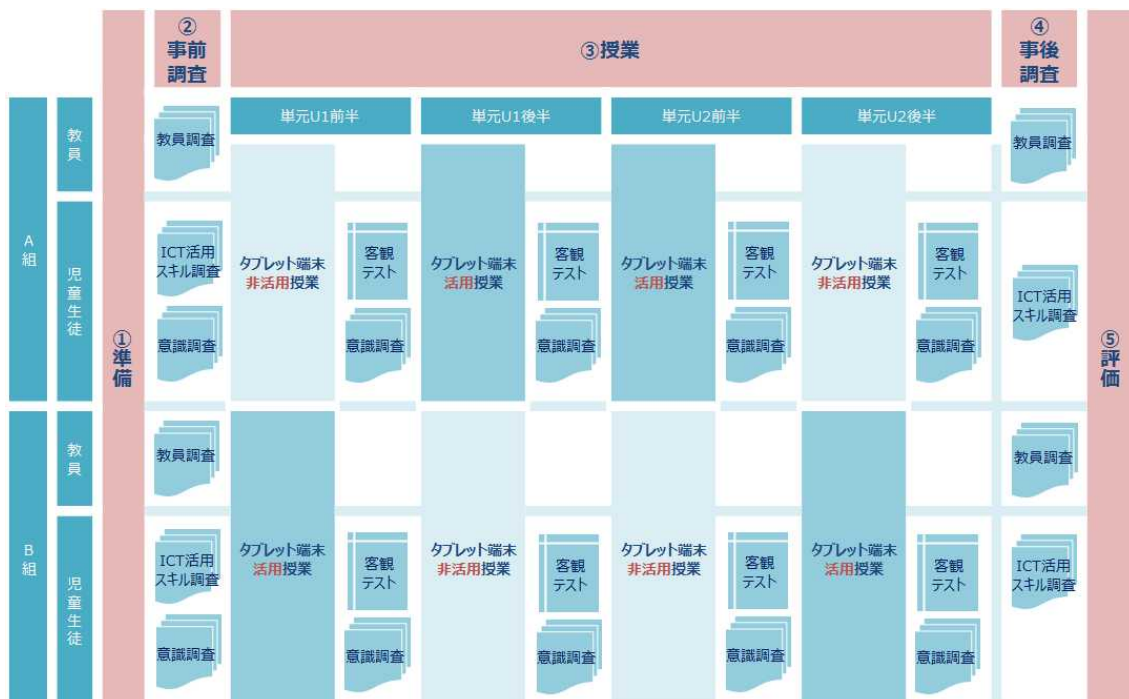 ②
事前
調査
③授業
④
事後
調査
単元U1前半
単元U1後半
単元U2前半
単元U2後半
①準備
⑤評価
A組
教員
教員調査
教員調査
児童生徒
ICT活用
スキル調査
意識調査
タブレット端末
非活用授業
客観
テスト
意識調査
タブレット端末
活用授業
客観
テスト
意識調査
タブレット端末
活用授業
客観
テスト
意識調査
タブレット端末
非活用授業
客観
テスト
意識調査
ICT活用
スキル調査
B組
教員
教員調査
教員調査
児童生徒
ICT活用
スキル調査
意識調査
タブレット端末
活用授業
客観
テスト
意識調査
タブレット端末
非活用授業
客観
テスト
意識調査
タブレット端末
非活用授業
客観
テスト
意識調査
タブレット端末
活用授業
客観
テスト
意識調査
ICT活用
スキル調査